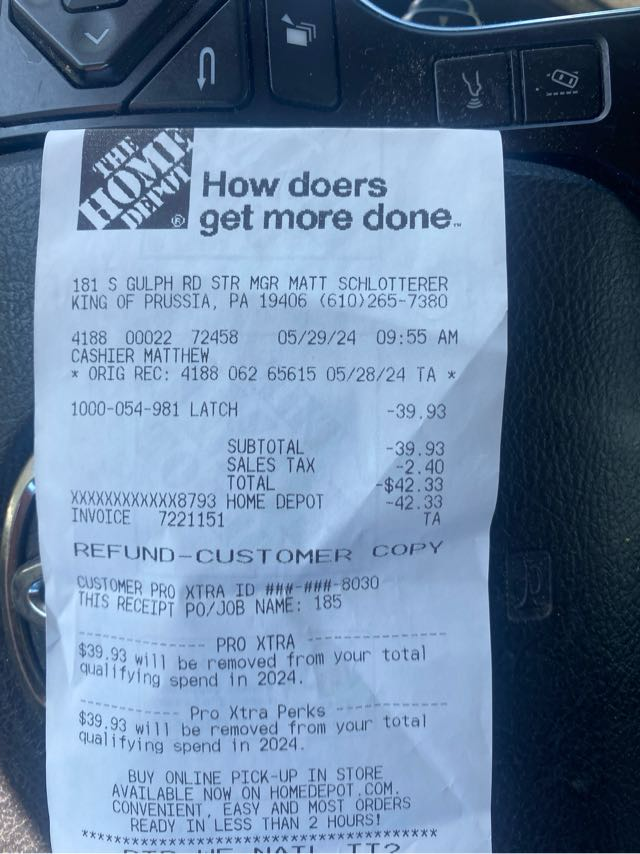 THE
HOME
DEPOT
®
How doers
get more done™
181 S GULPH RD STR MGR MATT SCHLOTTERER
KING OF PRUSSIA, PA 19406 (610)265-7380
4188 00022 72458 05/29/24 09:55 AM
CASHIER MATTHEW
* ORIG REC: 4188 062 65615 05/28/24 TA *
1000-054-981 LATCH -39.93
SUBTOTAL -39.93
SALES TAX -2.40
TOTAL -$42.33
XXXXXXXXXXXX8793 HOME DEPOT -42.33
INVOICE 7221151 TA
REFUND-CUSTOMER COPY
CUSTOMER PRO XTRA ID ###-###-8030
THIS RECEIPT PO/JOB NAME: 185
--------------- PRO XTRA ---------------
$39.93 will be removed from your total
qualifying spend in 2024.
------------ Pro Xtra Perks ------------
$39.93 will be removed from your total
qualifying spend in 2024.
BUY ONLINE PICK-UP IN STORE
AVAILABLE NOW ON HOMEDEPOT.COM.
CONVENIENT, EASY AND MOST ORDERS
READY IN LESS THAN 2 HOURS!
****************************************
DID WE NAIL IT?